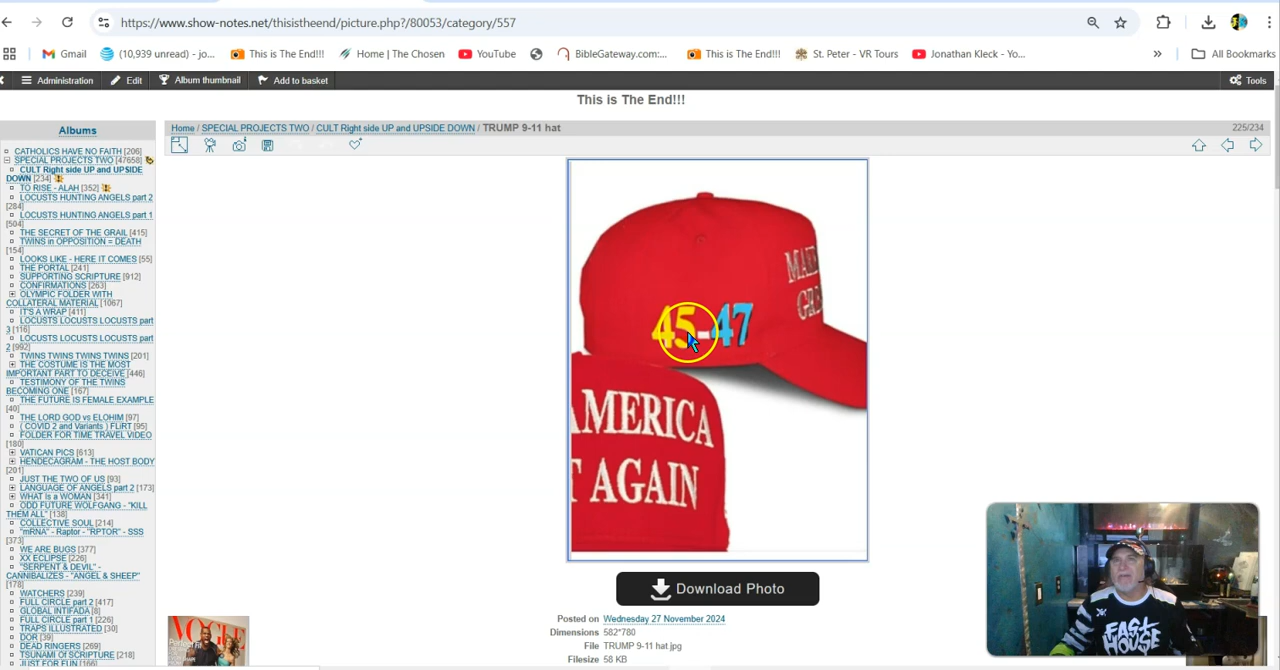 https://www.show-notes.net/thisistheend/picture.php?/80053/category/557
Gmail
(10,939 unread) - jo...
This is The End!!!
Home | The Chosen
YouTube
BibleGateway.com:...
This is The End!!!
St. Peter - VR Tours
Jonathan Kleck - Yo...
»
All Bookmarks
Administration
Edit
Album thumbnail
Add to basket
Tools
This is The End!!!
Albums
Home / SPECIAL PROJECTS TWO / CULT Right side UP and UPSIDE DOWN / TRUMP 9-11 hat
225/234
CATHOLICS HAVE NO FAITH [206]
SPECIAL PROJECTS TWO [47658]
CULT Right side UP and UPSIDE
DOWN [234]
TO RISE - ALAH [352]
LOCUSTS HUNTING ANGELS part 2
[284]
LOCUSTS HUNTING ANGELS part 1
[504]
THE SECRET OF THE GRAIL [415]
TWINS in OPPOSITION = DEATH
[154]
LOOKS LIKE - HERE IT COMES [55]
THE PORTAL [241]
SUPPORTING SCRIPTURE [912]
CONFIRMATIONS [263]
OLYMPIC FOLDER WITH
COLLATERAL MATERIAL [1067]
IT'S A WRAP [411]
LOCUSTS LOCUSTS LOCUSTS part
3 [116]
LOCUSTS LOCUSTS LOCUSTS part
2 [992]
TWINS TWINS TWINS TWINS [201]
THE COSTUME IS THE MOST
IMPORTANT PART TO DECEIVE [446]
TESTIMONY OF THE TWINS
BECOMING ONE [167]
THE FUTURE IS FEMALE EXAMPLE
[40]
THE LORD GOD vs ELOHIM [97]
( COVID 2 and Variants ) FLIRT [95]
FOLDER FOR TIME TRAVEL VIDEO
[180]
VATICAN PICS [613]
HENDECAGRAM - THE HOST BODY
[201]
JUST THE TWO OF US [93]
LANGUAGE OF ANGELS part 2 [173]
WHAT is a WOMAN [341]
ODD FUTURE WOLFGANG - "KILL
THEM ALL" [138]
COLLECTIVE SOUL [214]
"mRNA" - Raptor - "RPTOR" - SSS
[373]
WE ARE BUGS [377]
XX ECLIPSE [226]
"SERPENT & DEVIL" -
CANNIBALIZES - "ANGEL & SHEEP"
[178]
WATCHERS [239]
FULL CIRCLE part 2 [417]
GLOBAL INTIFADA [8]
FULL CIRCLE part 1 [226]
TRAPS ILLUSTRATED [30]
DOR [39]
DEAD RINGERS [269]
TSUNAMI OF SCRIPTURE [218]
JUST FOR FUN [166]
MAKE
GRE
45-47
AMERICA
T AGAIN
Download Photo
Posted on Wednesday 27 November 2024
Dimensions 582*780
File TRUMP 9-11 hat.jpg
Filesize 58 KB
VOGUE
FAST
HOUSE